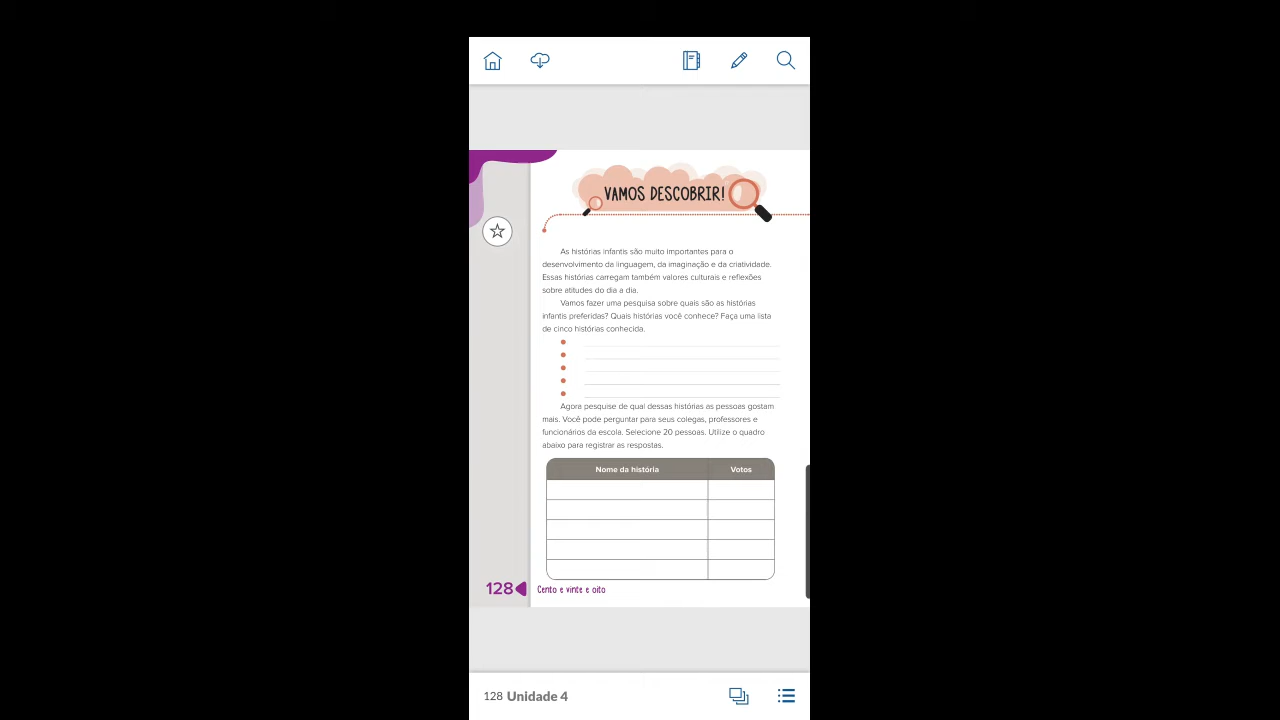 VAMOS DESCOBRIR!
As histórias infantis são muito importantes para o
desenvolvimento da linguagem, da imaginação e da criatividade.
Essas histórias carregam também valores culturais e reflexões
sobre atitudes do dia a dia.
Vamos fazer uma pesquisa sobre quais são as histórias
infantis preferidas? Quais histórias você conhece? Faça uma lista
de cinco histórias conhecida.
Agora pesquise de qual dessas histórias as pessoas gostam
mais. Você pode perguntar para seus colegas, professores e
funcionários da escola. Selecione 20 pessoas. Utilize o quadro
abaixo para registrar as respostas.
Nome da história Votos
128 Cento e vinte e oito
128 Unidade 4